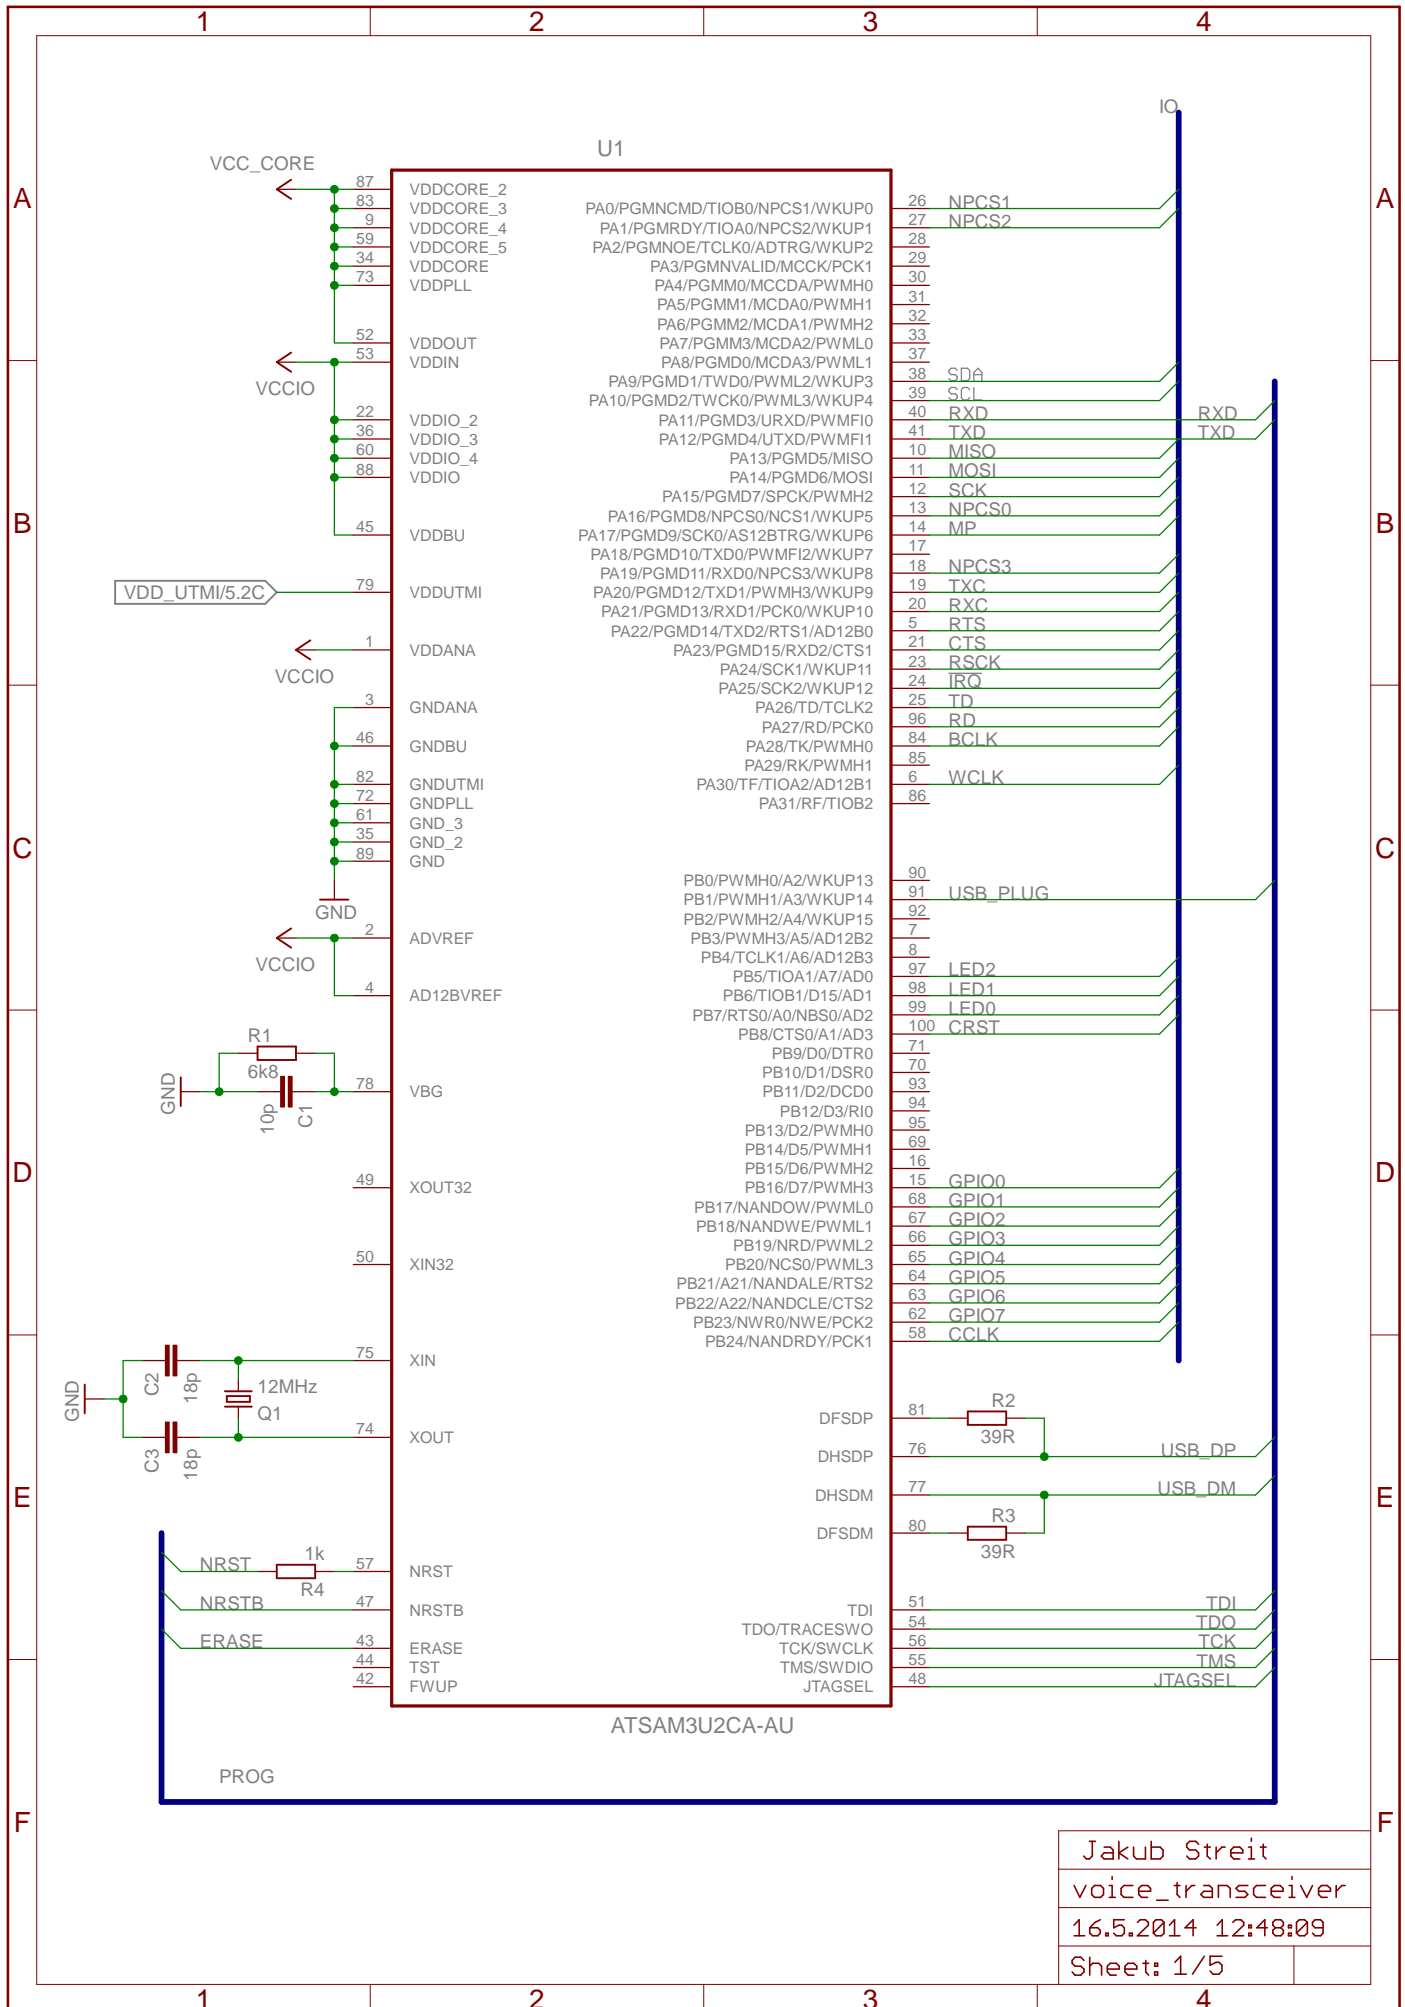 1 2 3 4
A
B
C
D
E
F
A
B
C
D
E
F
1 2 3 4
IO
U1
VCC_CORE
87 VDDCORE_2
83 VDDCORE_3
9 VDDCORE_4
59 VDDCORE_5
34 VDDCORE
73 VDDPLL
52 VDDOUT
53 VDDIN
VCCIO
22 VDDIO_2
36 VDDIO_3
60 VDDIO_4
88 VDDIO
45 VDDBU
VDD_UTMI/5.2C 79 VDDUTMI
1 VDDANA
VCCIO
3 GNDANA
46 GNDBU
82 GNDUTMI
72 GNDPLL
61 GND_3
35 GND_2
89 GND
GND
2 ADVREF
VCCIO
4 AD12BVREF
R1
6k8
GND
10p
C1
78 VBG
49 XOUT32
50 XIN32
75 XIN
C2
18p
12MHz
Q1
GND
C3
18p
74 XOUT
NRST 1k R4 57 NRST
NRSTB 47 NRSTB
ERASE 43 ERASE
44 TST
42 FWUP
PROG
PA0/PGMNCMD/TIOB0/NPCS1/WKUP0 26 NPCS1
PA1/PGMRDY/TIOA0/NPCS2/WKUP1 27 NPCS2
PA2/PGMNOE/TCLK0/ADTRG/WKUP2 28
PA3/PGMNVALID/MCCK/PCK1 29
PA4/PGMM0/MCCDA/PWMH0 30
PA5/PGMM1/MCDA0/PWMH1 31
PA6/PGMM2/MCDA1/PWMH2 32
PA7/PGMM3/MCDA2/PWML0 33
PA8/PGMD0/MCDA3/PWML1 37
PA9/PGMD1/TWD0/PWML2/WKUP3 38 SDA
PA10/PGMD2/TWCK0/PWML3/WKUP4 39 SCL
PA11/PGMD3/URXD/PWMFI0 40 RXD RXD
PA12/PGMD4/UTXD/PWMFI1 41 TXD TXD
PA13/PGMD5/MISO 10 MISO
PA14/PGMD6/MOSI 11 MOSI
PA15/PGMD7/SPCK/PWMH2 12 SCK
PA16/PGMD8/NPCS0/NCS1/WKUP5 13 NPCS0
PA17/PGMD9/SCK0/AS12BTRG/WKUP6 14 MP
PA18/PGMD10/TXD0/PWMFI2/WKUP7 17
PA19/PGMD11/RXD0/NPCS3/WKUP8 18 NPCS3
PA20/PGMD12/TXD1/PWMH3/WKUP9 19 TXC
PA21/PGMD13/RXD1/PCK0/WKUP10 20 RXC
PA22/PGMD14/TXD2/RTS1/AD12B0 5 RTS
PA23/PGMD15/RXD2/CTS1 21 CTS
PA24/SCK1/WKUP11 23 RSCK
PA25/SCK2/WKUP12 24 IRQ
PA26/TD/TCLK2 25 TD
PA27/RD/PCK0 96 RD
PA28/TK/PWMH0 84 BCLK
PA29/RK/PWMH1 85
PA30/TF/TIOA2/AD12B1 6 WCLK
PA31/RF/TIOB2 86
PB0/PWMH0/A2/WKUP13 90
PB1/PWMH1/A3/WKUP14 91 USB_PLUG
PB2/PWMH2/A4/WKUP15 92
PB3/PWMH3/A5/AD12B2 7
PB4/TCLK1/A6/AD12B3 8
PB5/TIOA1/A7/AD0 97 LED2
PB6/TIOB1/D15/AD1 98 LED1
PB7/RTS0/A0/NBS0/AD2 99 LED0
PB8/CTS0/A1/AD3 100 CRST
PB9/D0/DTR0 71
PB10/D1/DSR0 70
PB11/D2/DCD0 93
PB12/D3/RI0 94
PB13/D2/PWMH0 95
PB14/D5/PWMH1 69
PB15/D6/PWMH2 16
PB16/D7/PWMH3 15 GPIO0
PB17/NANDOW/PWML0 68 GPIO1
PB18/NANDWE/PWML1 67 GPIO2
PB19/NRD/PWML2 66 GPIO3
PB20/NCS0/PWML3 65 GPIO4
PB21/A21/NANDALE/RTS2 64 GPIO5
PB22/A22/NANDCLE/CTS2 63 GPIO6
PB23/NWR0/NWE/PCK2 62 GPIO7
PB24/NANDRDY/PCK1 58 CCLK
DFSDP 81 R2
39R
DHSDP 76 USB_DP
DHSDM 77 USB_DM
DFSDM 80 R3
39R
TDI 51 TDI
TDO/TRACESWO 54 TDO
TCK/SWCLK 56 TCK
TMS/SWDIO 55 TMS
JTAGSEL 48 JTAGSEL
ATSAM3U2CA-AU
Jakub Streit
voice_transceiver
16.5.2014 12:48:09
Sheet: 1/5